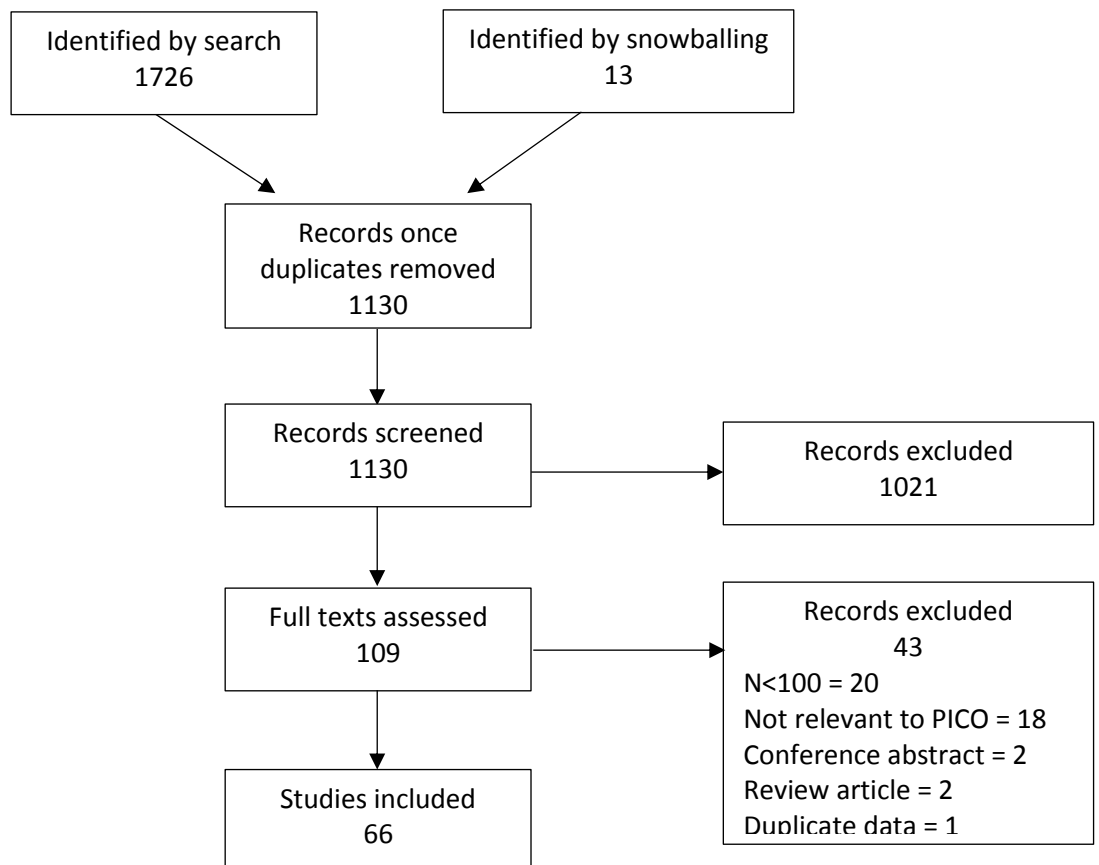 Identified by search
1726
Identified by snowballing
13
Records once
duplicates removed
1130
Records screened
1130
Records excluded
1021
Full texts assessed
109
Records excluded
43
N<100 = 20
Not relevant to PICO = 18
Conference abstract = 2
Review article = 2
Duplicate data = 1
Studies included
66